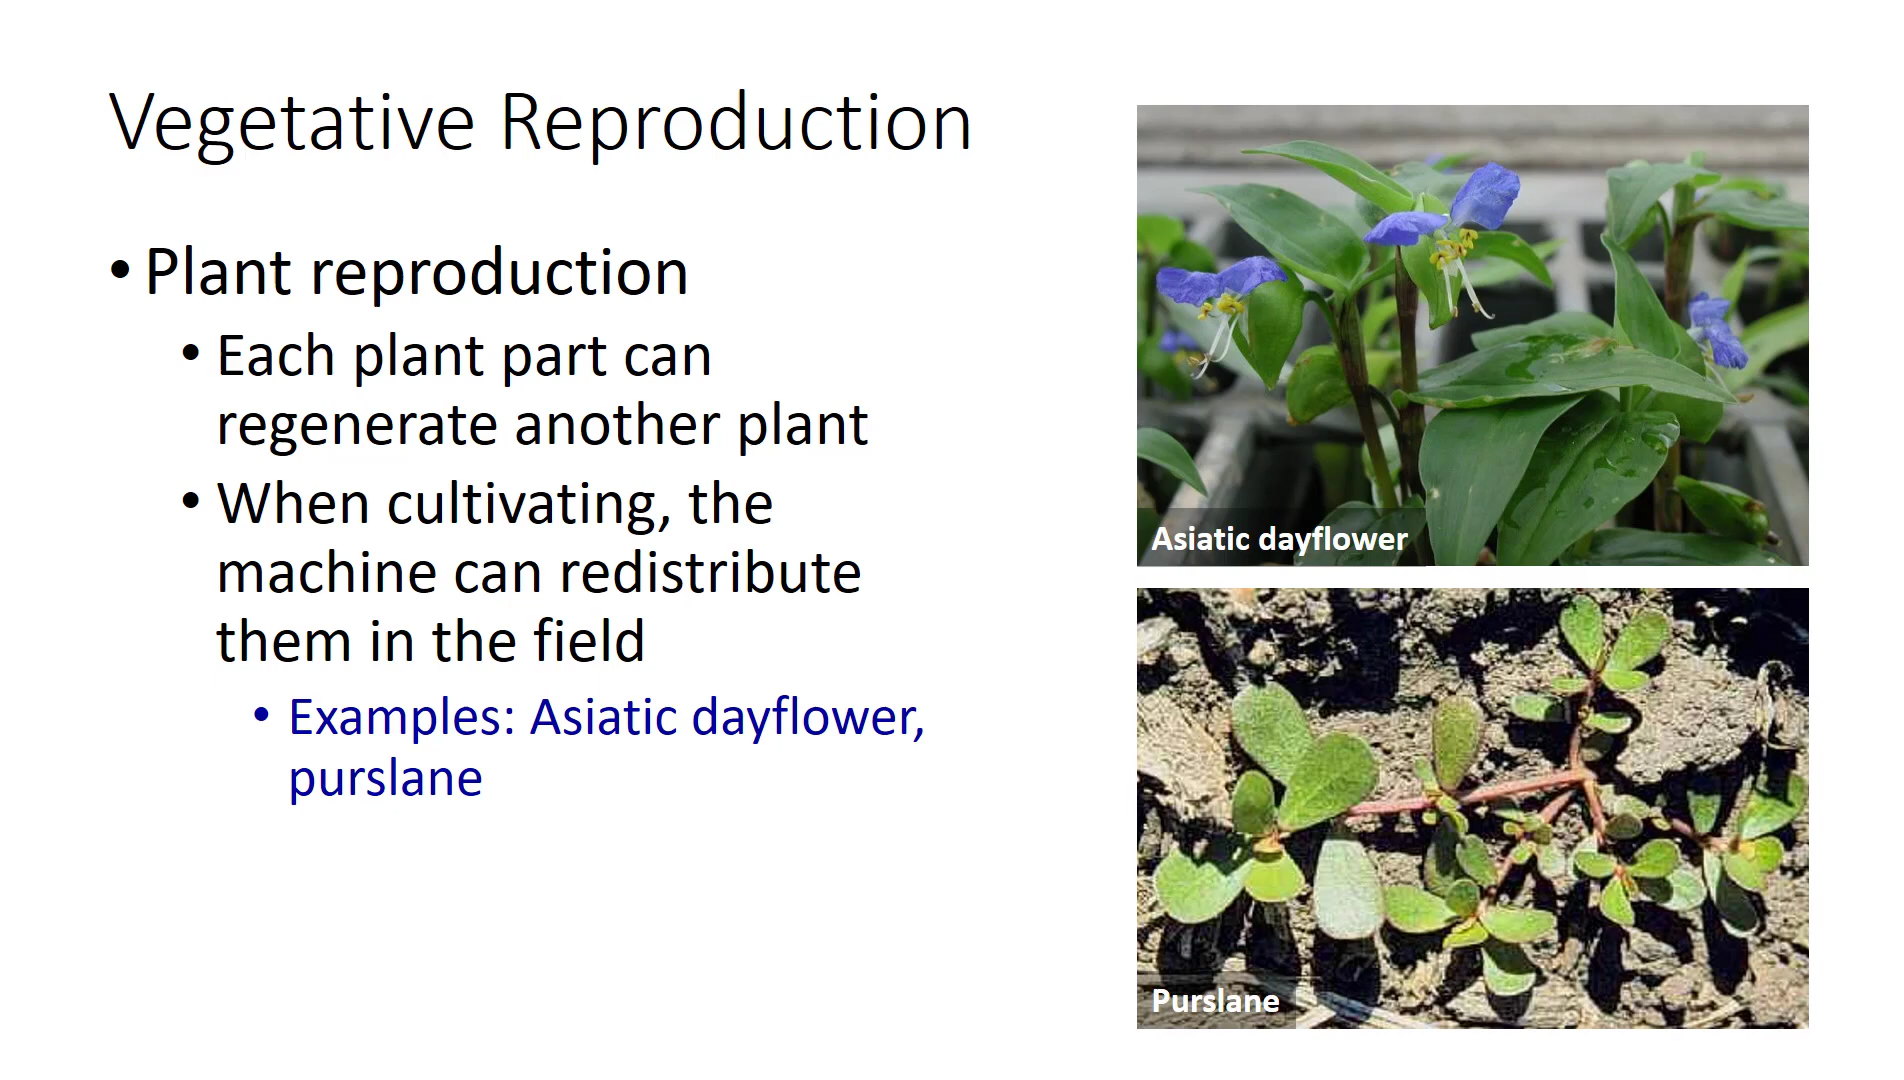 Vegetative Reproduction
• Plant reproduction
• Each plant part can
regenerate another plant
• When cultivating, the
machine can redistribute
them in the field
• Examples: Asiatic dayflower,
purslane
Asiatic dayflower
Purslane